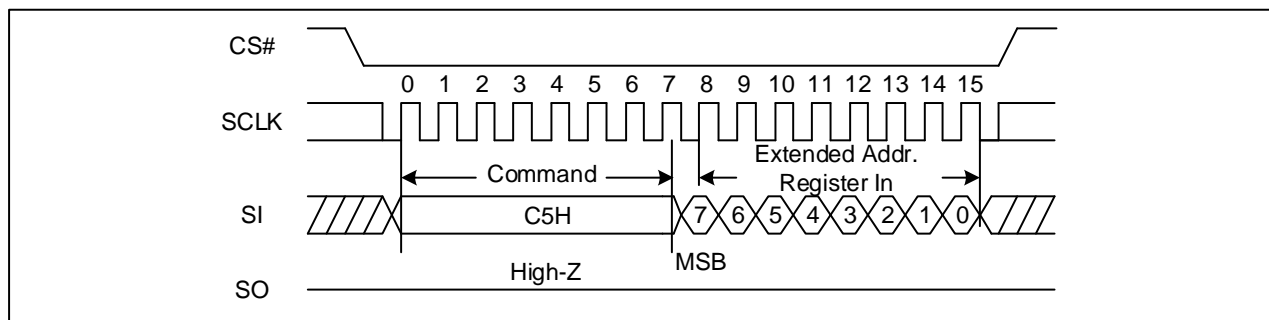 CS#
0 1 2 3 4 5 6 7 8 9 10 11 12 13 14 15
SCLK
Command
Extended Addr.
Register In
SI
C5H
7 6 5 4 3 2 1 0
MSB
High-Z
SO